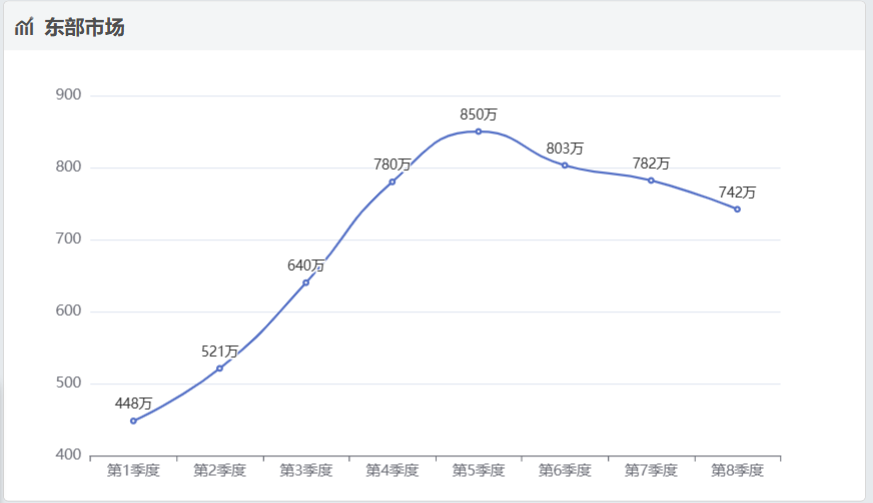 东部市场
900
850万
803万
800
780万
782万
742万
700
640万
600
521万
500
448万
400
第1季度 第2季度 第3季度 第4季度 第5季度 第6季度 第7季度 第8季度